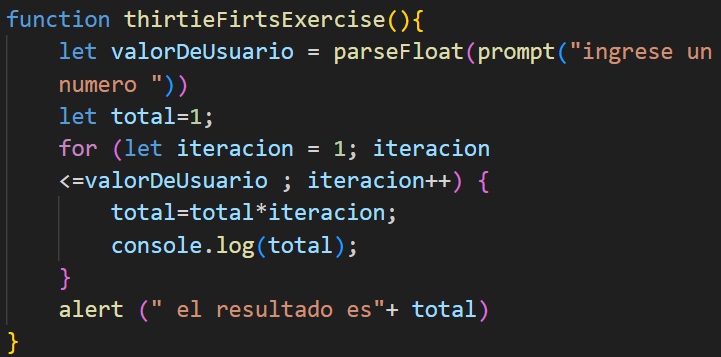 function thirtieFirtsExercise(){
let valorDeUsuario = parseFloat(prompt("ingrese un
numero "))
let total=1;
for (let iteracion = 1; iteracion
<=valorDeUsuario ; iteracion++) {
total=total*iteracion;
console.log(total);
}
alert (" el resultado es"+ total)
}